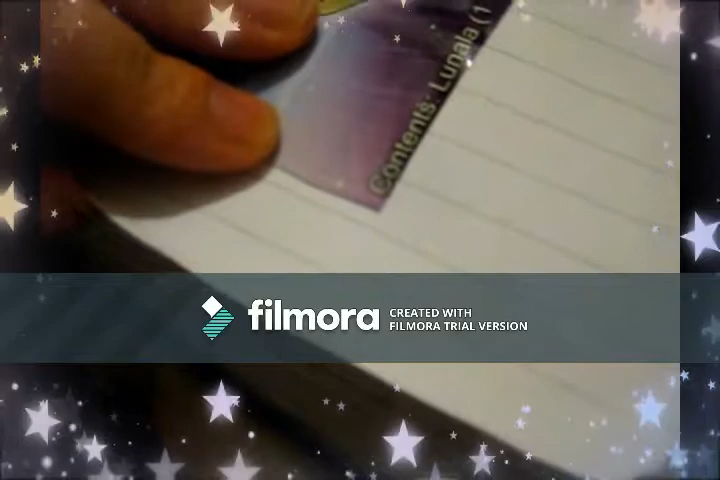 Contents: Lunala (1
filmora
CREATED WITH
FILMORA TRIAL VERSION